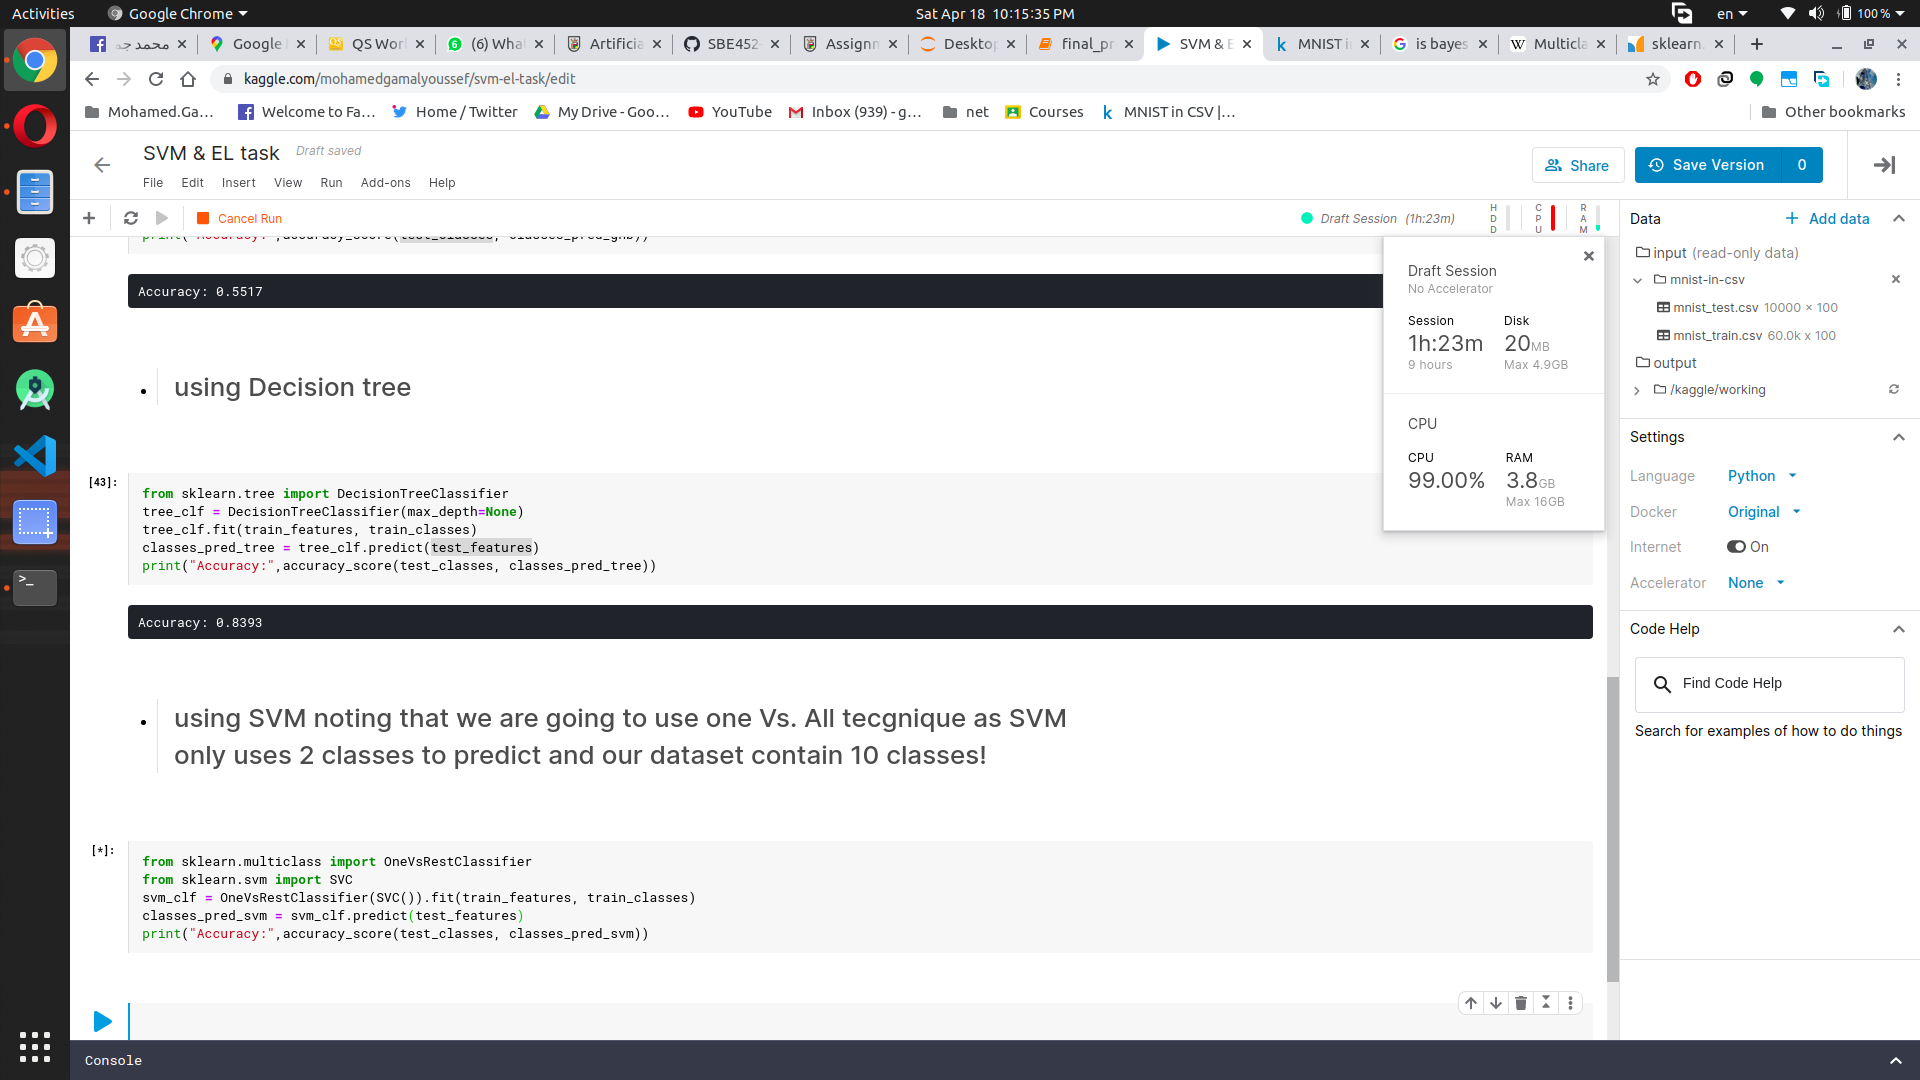 Activities Google Chrome Sat Apr 18 10:15:35 PM en 100 %
محمد جم Google QS Wor (6) Wha Artificia SBE452- Assignm Desktop final_pr SVM & E MNIST i is bayes Multicla sklearn.
kaggle.com/mohamedgamalyoussef/svm-el-task/edit
Mohamed.Ga... Welcome to Fa... Home / Twitter My Drive - Goo... YouTube Inbox (939) - g... net Courses MNIST in CSV |... Other bookmarks
SVM & EL task Draft saved
File Edit Insert View Run Add-ons Help
Share Save Version 0
Cancel Run Draft Session (1h:23m) HDD CPU RAM
print("Accuracy:",accuracy_score(test_classes, classes_pred_gnb))
Accuracy: 0.5517
using Decision tree
[43]:
from sklearn.tree import DecisionTreeClassifier
tree_clf = DecisionTreeClassifier(max_depth=None)
tree_clf.fit(train_features, train_classes)
classes_pred_tree = tree_clf.predict(test_features)
print("Accuracy:",accuracy_score(test_classes, classes_pred_tree))
Accuracy: 0.8393
using SVM noting that we are going to use one Vs. All tecgnique as SVM
only uses 2 classes to predict and our dataset contain 10 classes!
[*]:
from sklearn.multiclass import OneVsRestClassifier
from sklearn.svm import SVC
svm_clf = OneVsRestClassifier(SVC()).fit(train_features, train_classes)
classes_pred_svm = svm_clf.predict(test_features)
print("Accuracy:",accuracy_score(test_classes, classes_pred_svm))
Draft Session
No Accelerator
Session Disk
1h:23m 20MB
9 hours Max 4.9GB
CPU
CPU RAM
99.00% 3.8GB
Max 16GB
Data Add data
input (read-only data)
mnist-in-csv
mnist_test.csv 10000 × 100
mnist_train.csv 60.0k x 100
output
/kaggle/working
Settings
Language Python
Docker Original
Internet On
Accelerator None
Code Help
Find Code Help
Search for examples of how to do things
Console